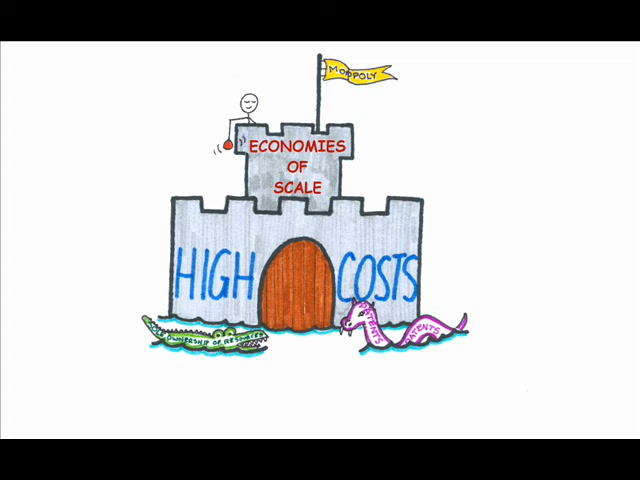 MONOPOLY
ECONOMIES
OF
SCALE
HIGH COSTS
OWNERSHIP OF RESOURCES
PATENTS
PATENTS